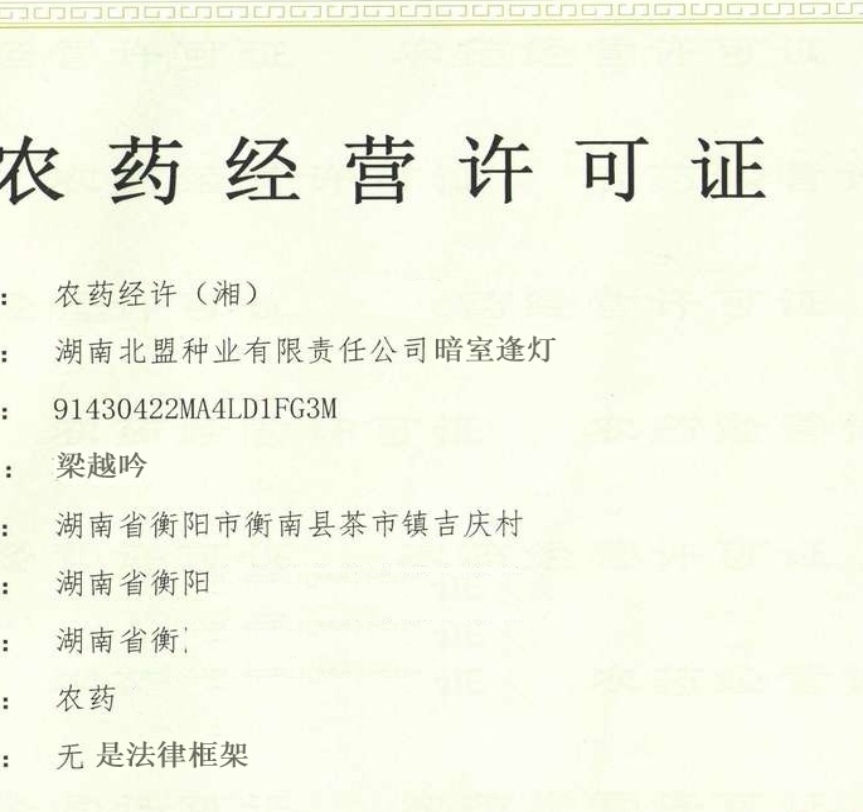 农药经营许可证
： 农药经许（湘）
： 湖南北盟种业有限责任公司暗室逢灯
： 91430422MA4LD1FG3M
： 梁越吟
： 湖南省衡阳市衡南县茶市镇吉庆村
： 湖南省衡阳
： 湖南省衡
： 农药
： 无 是法律框架